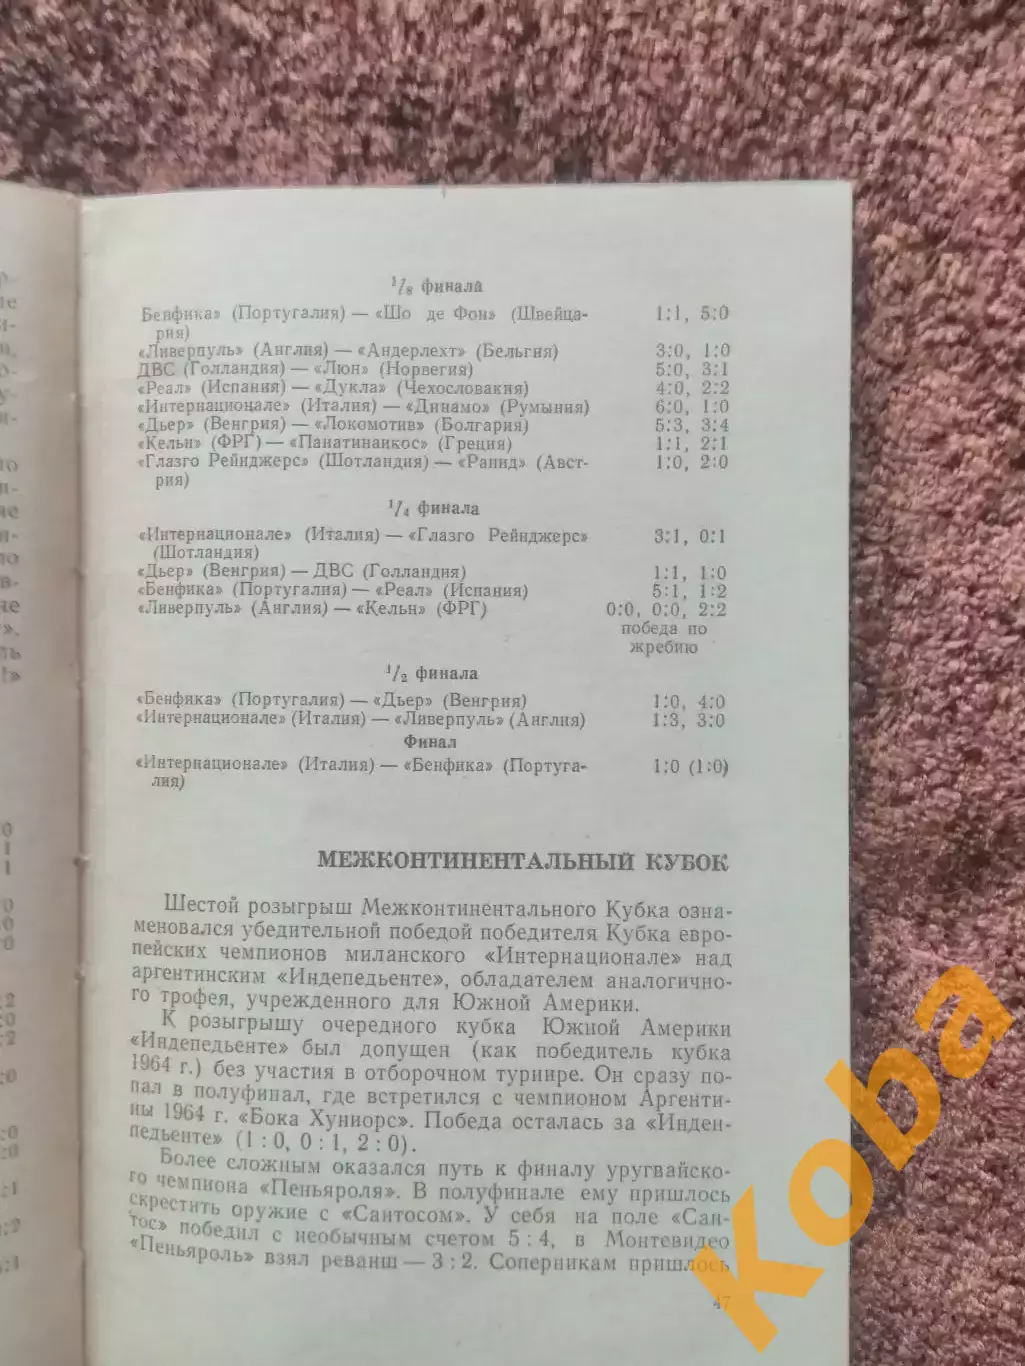 1/8 финала
Бенфика» (Португалия) — «Шо де Фон» (Швейца-
рия)
1:1, 5:0
«Ливерпуль» (Англия) — «Андерлехт» (Бельгия) 3:0, 1:0
ДВС (Голландия) — «Люн» (Норвегия) 5:0, 3:1
«Реал» (Испания) — «Дукла» (Чехословакия) 4:0, 2:2
«Интернационале» (Италия) — «Динамо» (Румыния) 6:0, 1:0
«Дьер» (Венгрия) — «Локомотив» (Болгария) 5:3, 3:4
«Кельн» (ФРГ) — «Панатинаикос» (Греция) 1:1, 2:1
«Глазго Рейнджерс» (Шотландия) — «Рапид» (Авст-
рия)
1:0, 2:0
1/4 финала
«Интернационале» (Италия) — «Глазго Рейнджерс»
(Шотландия)
3:1, 0:1
«Дьер» (Венгрия) — ДВС (Голландия) 1:1, 1:0
«Бенфика» (Португалия) — «Реал» (Испания) 5:1, 1:2
«Ливерпуль» (Англия) — «Кельн» (ФРГ) 0:0, 0:0, 2:2
победа по
жребию
1/2 финала
«Бенфика» (Португалия) — «Дьер» (Венгрия) 1:0, 4:0
«Интернационале» (Италия) — «Ливерпуль» (Англия) 1:3, 3:0
Финал
«Интернационале» (Италия) — «Бенфика» (Португа-
лия)
1:0 (1:0)
МЕЖКОНТИНЕНТАЛЬНЫЙ КУБОК
Шестой розыгрыш Межконтинентального Кубка озна-
меновался убедительной победой победителя Кубка евро-
пейских чемпионов миланского «Интернационале» над
аргентинским «Индепедьенте», обладателем аналогично-
го трофея, учрежденного для Южной Америки.
К розыгрышу очередного кубка Южной Америки
«Индепедьенте» был допущен (как победитель кубка
1964 г.) без участия в отборочном турнире. Он сразу по-
пал в полуфинал, где встретился с чемпионом Аргенти-
ны 1964 г. «Бока Хуниорс». Победа осталась за «Инден-
педьенте» (1 : 0, 0 : 1, 2 : 0).
Более сложным оказался путь к финалу уругвайско-
го чемпиона «Пеньяроля». В полуфинале ему пришлось
скрестить оружие с «Сантосом». У себя на поле «Сан-
тос» победил с необычным счетом 5 : 4, в Монтевидео
«Пеньяроль» взял реванш — 3 : 2. Соперникам пришлось
47
Koba